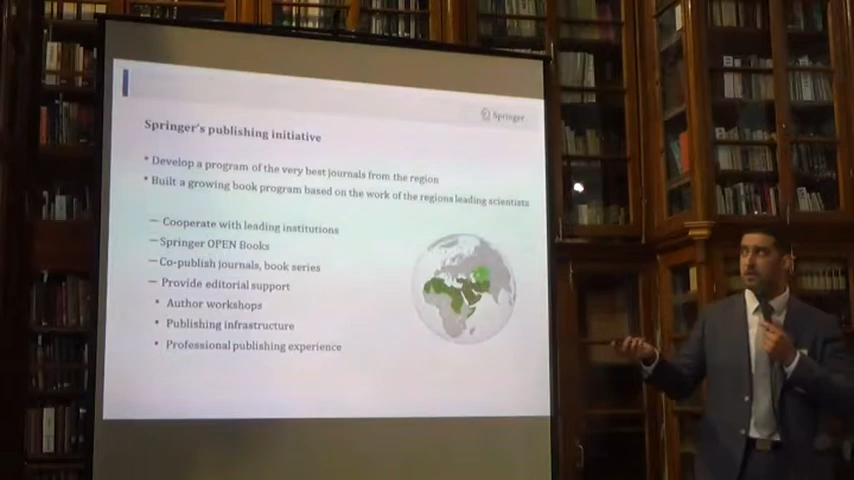 Springer
Springer's publishing initiative
• Develop a program of the very best journals from the region
• Built a growing book program based on the work of the regions leading scientists
— Cooperate with leading institutions
— Springer OPEN Books
— Co-publish journals, book series
— Provide editorial support
• Author workshops
• Publishing infrastructure
• Professional publishing experience